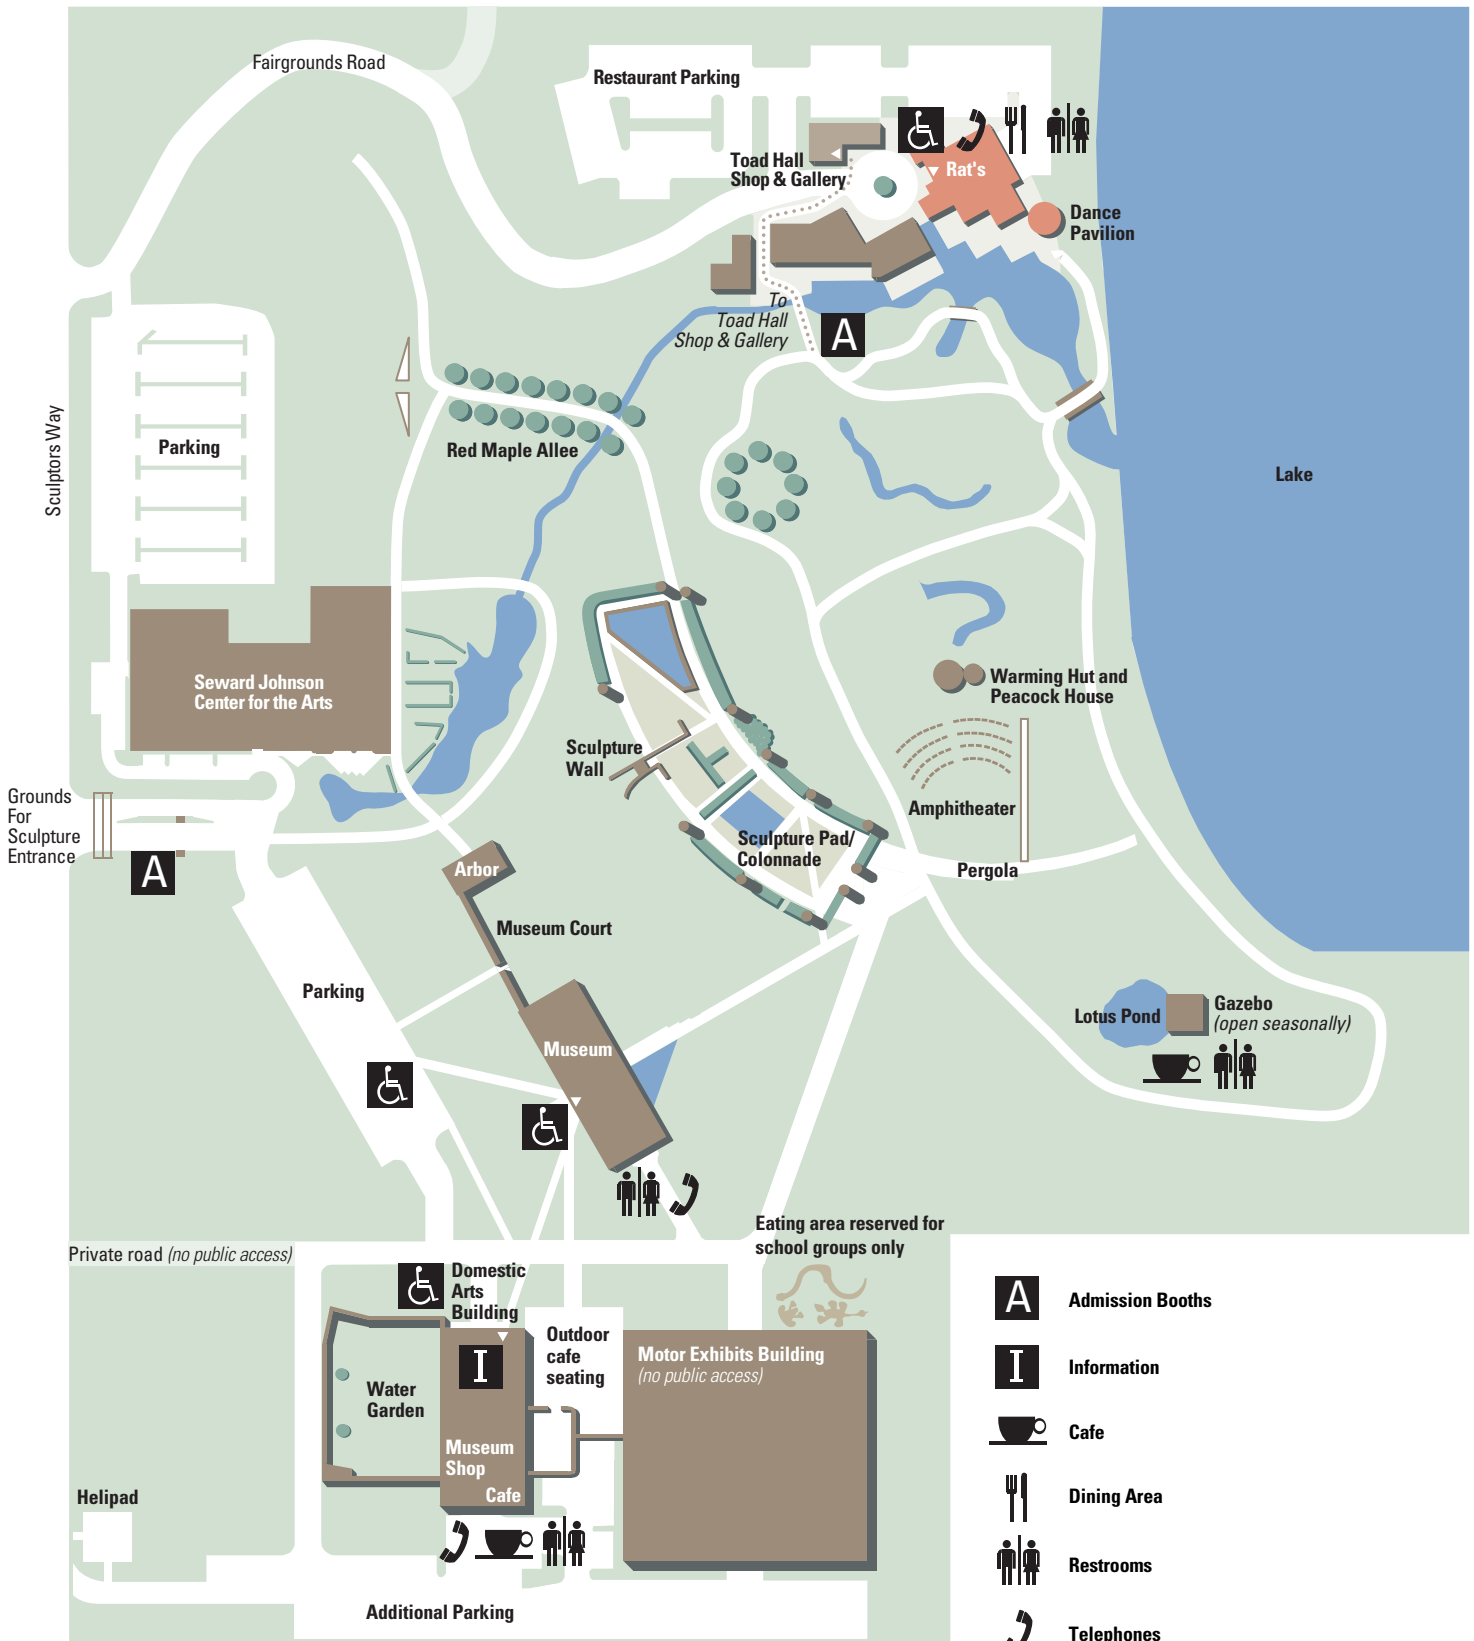 Fairgrounds Road
Restaurant Parking
Toad Hall
Shop & Gallery
Rat's
Dance
Pavilion
To
Toad Hall
Shop & Gallery
A
Sculptors Way
Parking
Red Maple Allee
Lake
Seward Johnson
Center for the Arts
Warming Hut and
Peacock House
Sculpture
Wall
Grounds
For
Sculpture
Entrance
A
Amphitheater
Sculpture Pad/
Colonnade
Arbor
Pergola
Museum Court
Parking
Lotus Pond
Gazebo
(open seasonally)
Museum
Eating area reserved for
school groups only
Private road (no public access)
Domestic
Arts
Building
I
Outdoor
cafe
seating
Motor Exhibits Building
(no public access)
Water
Garden
Museum
Shop
Cafe
Helipad
Additional Parking
A Admission Booths
I Information
Cafe
Dining Area
Restrooms
Telephones